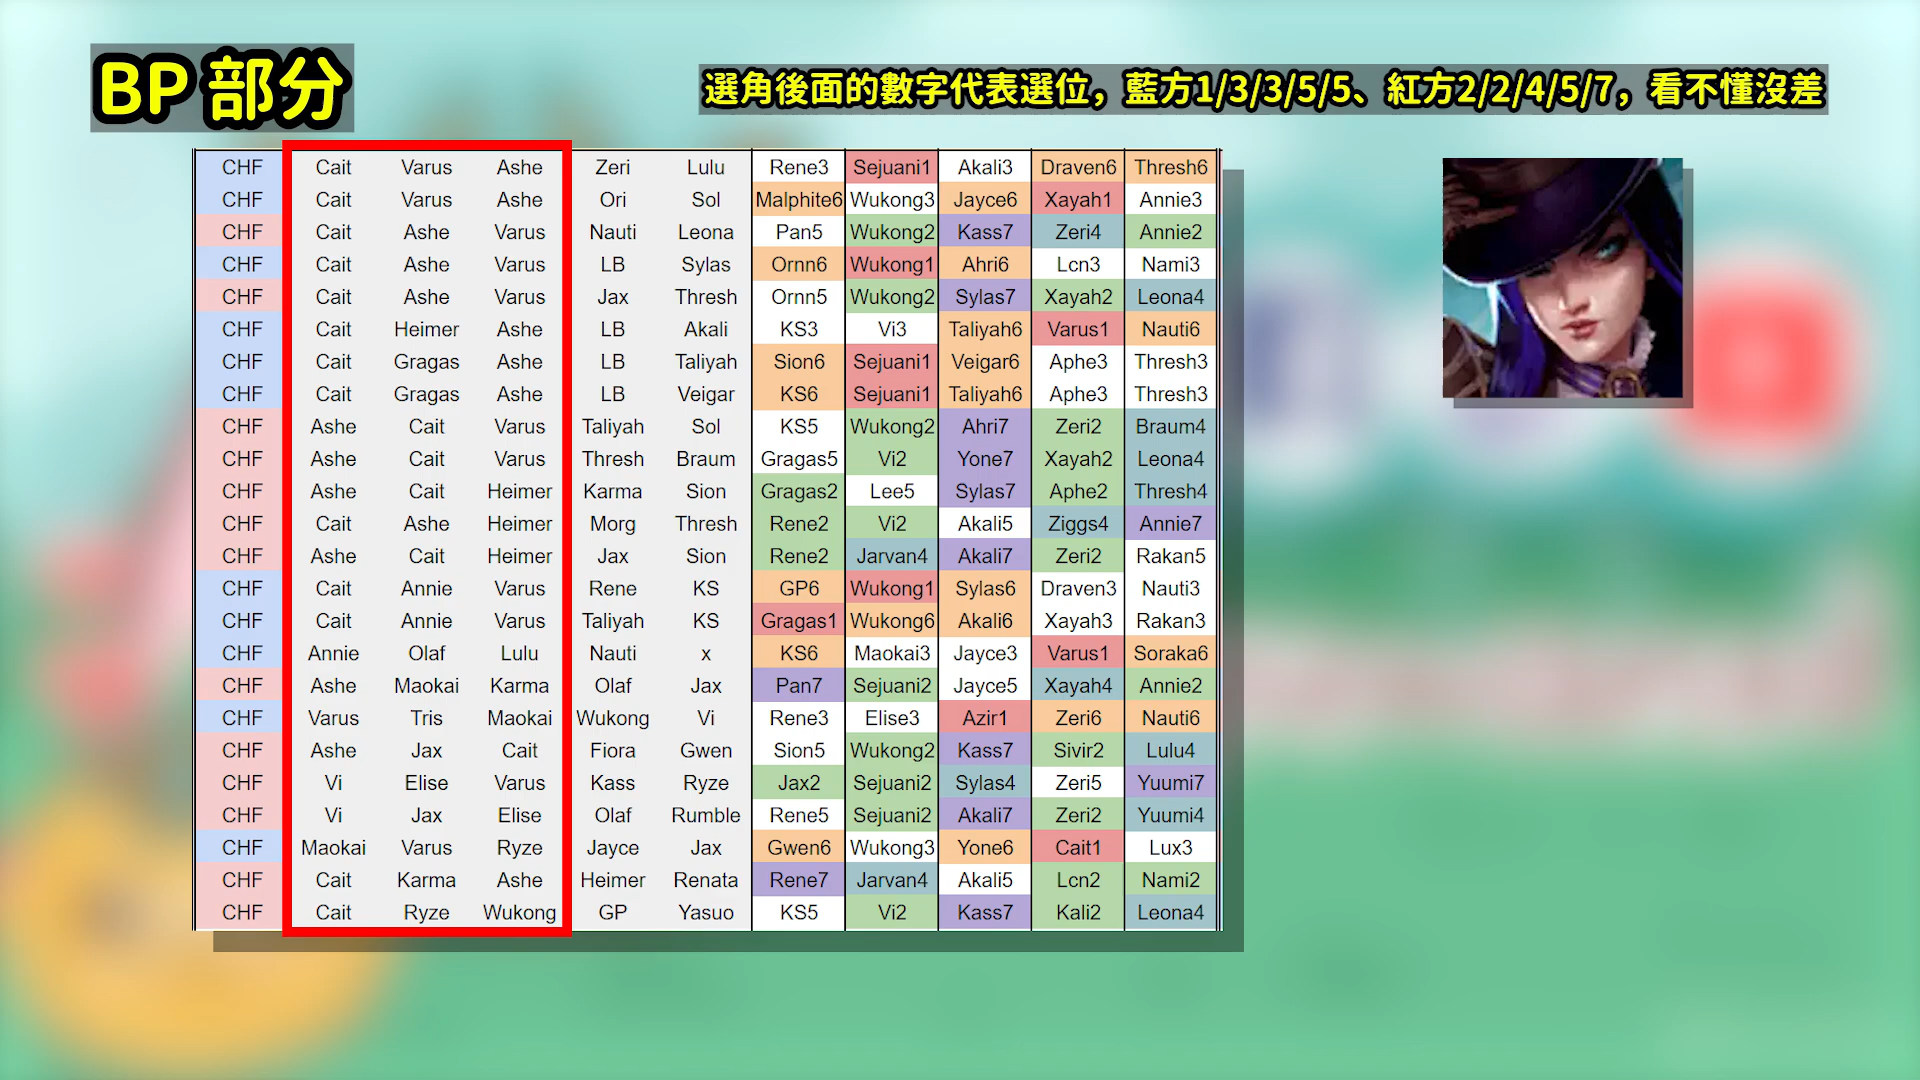 BP 部分
選角後面的數字代表選位，藍方1/3/3/5/5、紅方2/2/4/5/7，看不懂沒差
CHF Cait Varus Ashe Zeri Lulu Rene3 Sejuani1 Akali3 Draven6 Thresh6
CHF Cait Varus Ashe Ori Sol Malphite6 Wukong3 Jayce6 Xayah1 Annie3
CHF Cait Ashe Varus Nauti Leona Pan5 Wukong2 Kass7 Zeri4 Annie2
CHF Cait Ashe Varus LB Sylas Ornn6 Wukong1 Ahri6 Lcn3 Nami3
CHF Cait Ashe Varus Jax Thresh Ornn5 Wukong2 Sylas7 Xayah2 Leona4
CHF Cait Heimer Ashe LB Akali KS3 Vi3 Taliyah6 Varus1 Nauti6
CHF Cait Gragas Ashe LB Taliyah Sion6 Sejuani1 Veigar6 Aphe3 Thresh3
CHF Cait Gragas Ashe LB Veigar KS6 Sejuani1 Taliyah6 Aphe3 Thresh3
CHF Ashe Cait Varus Taliyah Sol KS5 Wukong2 Ahri7 Zeri2 Braum4
CHF Ashe Cait Varus Thresh Braum Gragas5 Vi2 Yone7 Xayah2 Leona4
CHF Ashe Cait Heimer Karma Sion Gragas2 Lee5 Sylas7 Aphe2 Thresh4
CHF Cait Ashe Heimer Morg Thresh Rene2 Vi2 Akali5 Ziggs4 Annie7
CHF Ashe Cait Heimer Jax Sion Rene2 Jarvan4 Akali7 Zeri2 Rakan5
CHF Cait Annie Varus Rene KS GP6 Wukong1 Sylas6 Draven3 Nauti3
CHF Cait Annie Varus Taliyah KS Gragas1 Wukong6 Akali6 Xayah3 Rakan3
CHF Annie Olaf Lulu Nauti x KS6 Maokai3 Jayce3 Varus1 Soraka6
CHF Ashe Maokai Karma Olaf Jax Pan7 Sejuani2 Jayce5 Xayah4 Annie2
CHF Varus Tris Maokai Wukong Vi Rene3 Elise3 Azir1 Zeri6 Nauti6
CHF Ashe Jax Cait Fiora Gwen Sion5 Wukong2 Kass7 Sivir2 Lulu4
CHF Vi Elise Varus Kass Ryze Jax2 Sejuani2 Sylas4 Zeri5 Yuumi7
CHF Vi Jax Elise Olaf Rumble Rene5 Sejuani2 Akali7 Zeri2 Yuumi4
CHF Maokai Varus Ryze Jayce Jax Gwen6 Wukong3 Yone6 Cait1 Lux3
CHF Cait Karma Ashe Heimer Renata Rene7 Jarvan4 Akali5 Lcn2 Nami2
CHF Cait Ryze Wukong GP Yasuo KS5 Vi2 Kass7 Kali2 Leona4